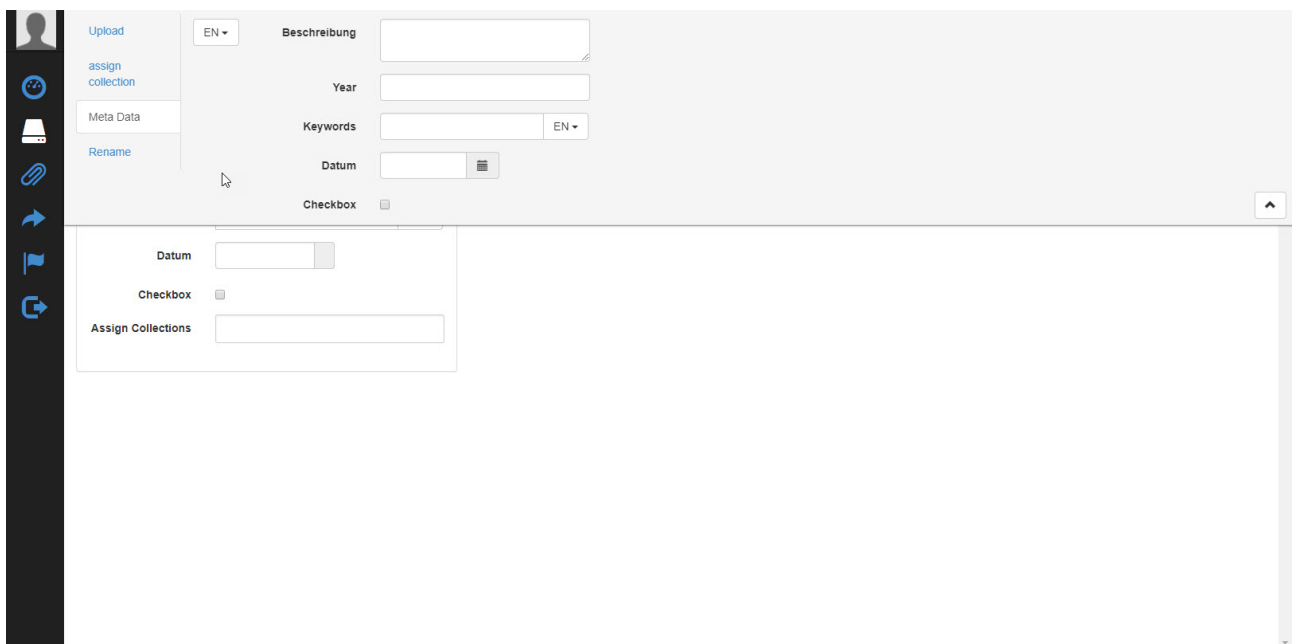 Upload
EN
Beschreibung
assign
collection
Year
Meta Data
Keywords
EN
Rename
Datum
Checkbox
Datum
Checkbox
Assign Collections